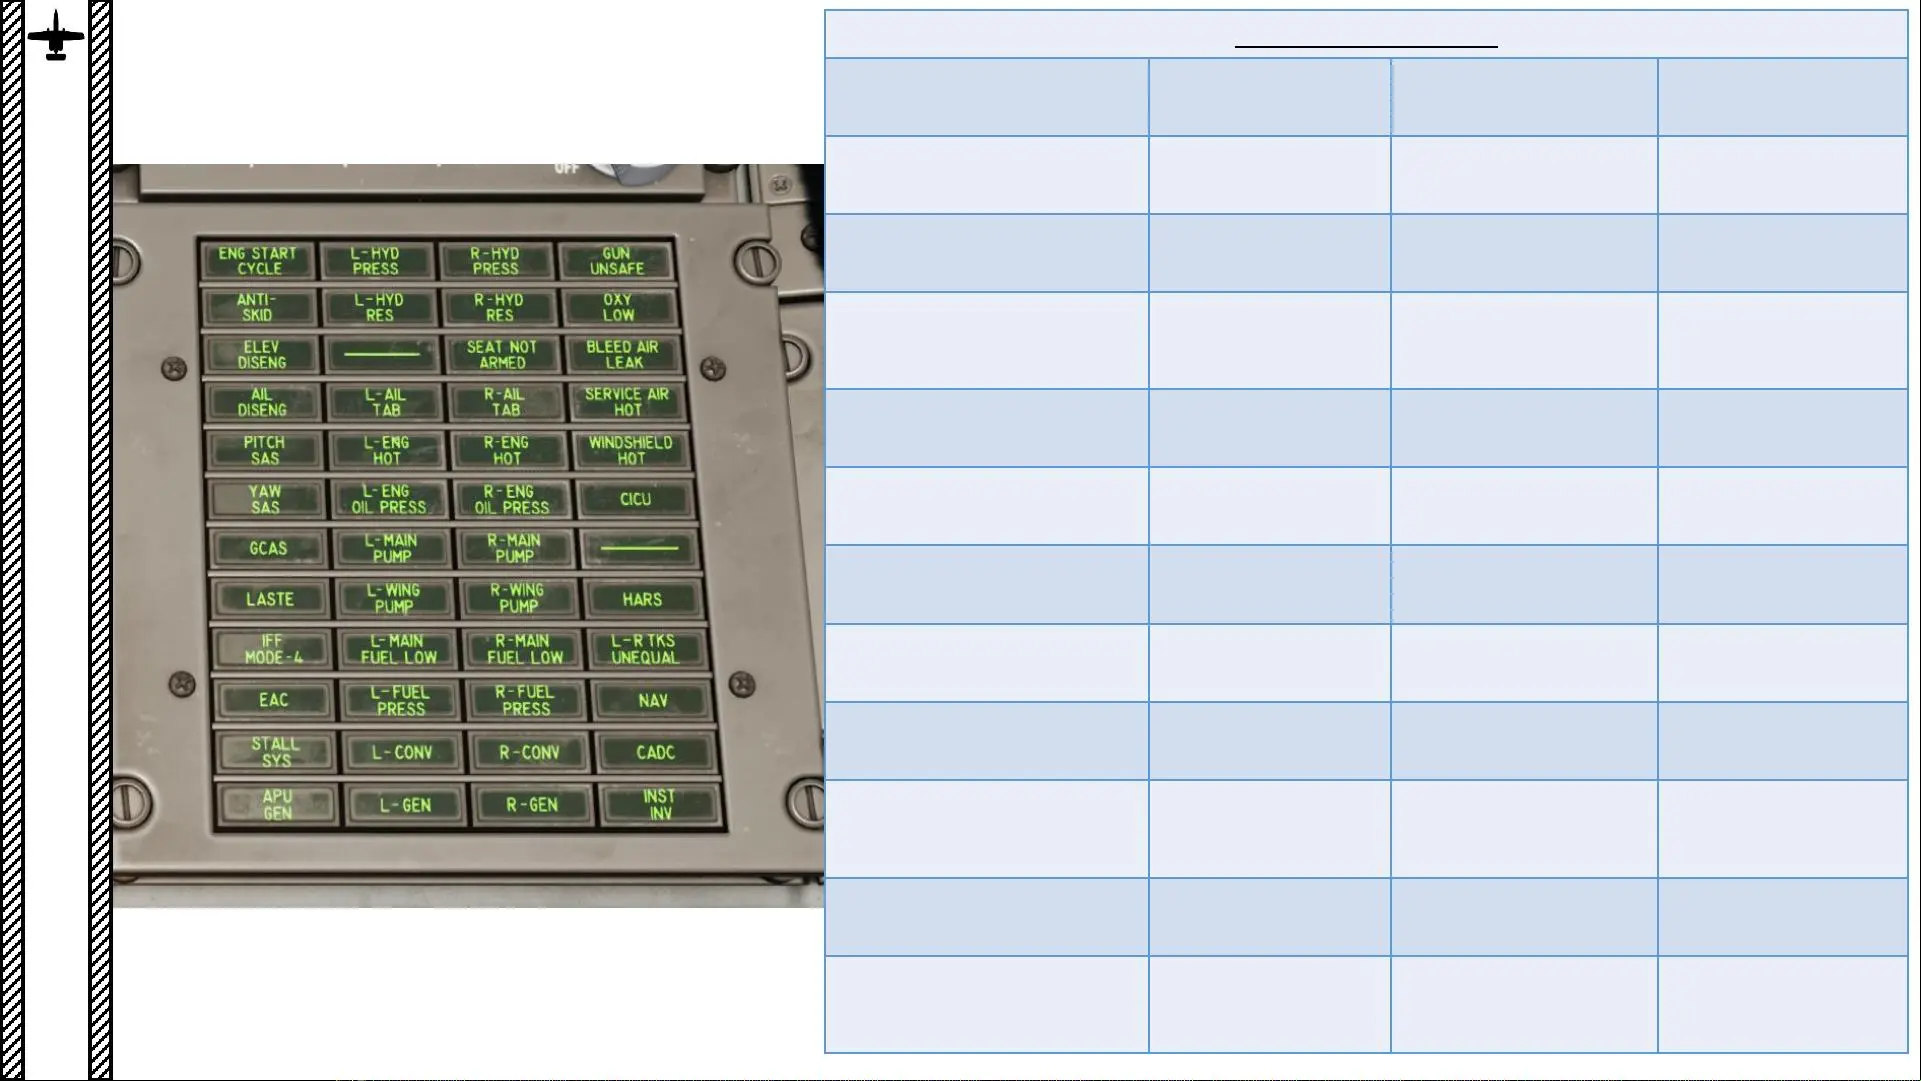 OFF
ENG START
CYCLE
L-HYD
PRESS
R-HYD
PRESS
GUN
UNSAFE
ANTI-
SKID
L-HYD
RES
R-HYD
RES
OXY
LOW
ELEV
DISENG
SEAT NOT
ARMED
BLEED AIR
LEAK
AIL
DISENG
L-AIL
TAB
R-AIL
TAB
SERVICE AIR
HOT
PITCH
SAS
L-ENG
HOT
R-ENG
HOT
WINDSHIELD
HOT
YAW
SAS
L-ENG
OIL PRESS
R-ENG
OIL PRESS
CICU
GCAS
L-MAIN
PUMP
R-MAIN
PUMP
LASTE
L-WING
PUMP
R-WING
PUMP
HARS
IFF
MODE-4
L-MAIN
FUEL LOW
R-MAIN
FUEL LOW
L-R TKS
UNEQUAL
EAC
L-FUEL
PRESS
R-FUEL
PRESS
NAV
STALL
SYS
L-CONV
R-CONV
CADC
APU
GEN
L-GEN
R-GEN
INST
INV